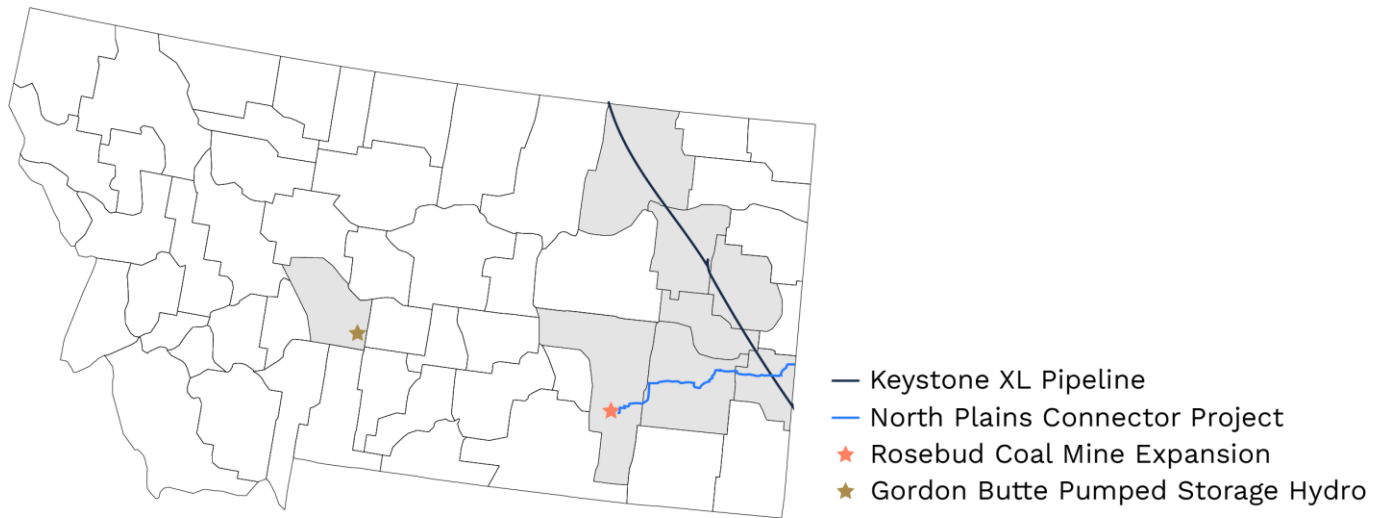 Keystone XL Pipeline
North Plains Connector Project
Rosebud Coal Mine Expansion
Gordon Butte Pumped Storage Hydro